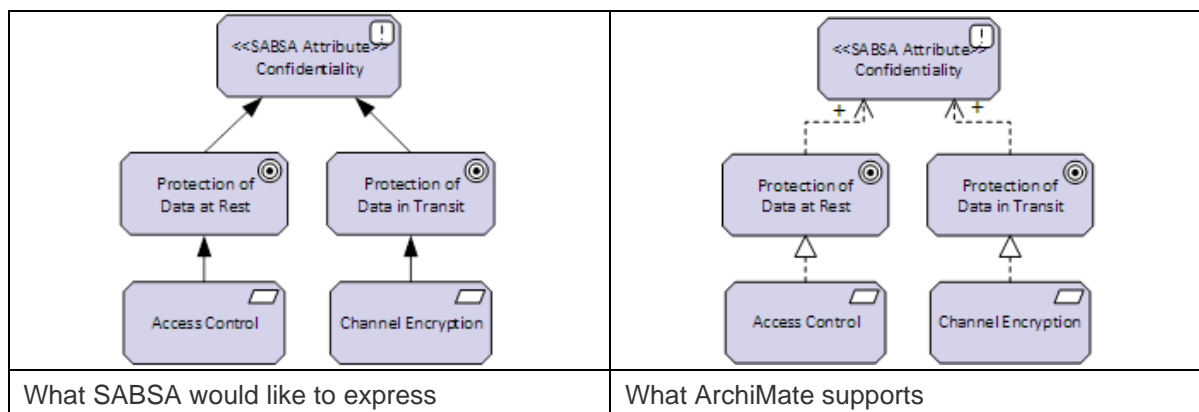 <<SABSA Attribute>>
Confidentiality
Protection of
Data at Rest
Protection of
Data in Transit
Access Control
Channel Encryption
What SABSA would like to express
<<SABSA Attribute>>
Confidentiality
+
+
Protection of
Data at Rest
Protection of
Data in Transit
Access Control
Channel Encryption
What ArchiMate supports